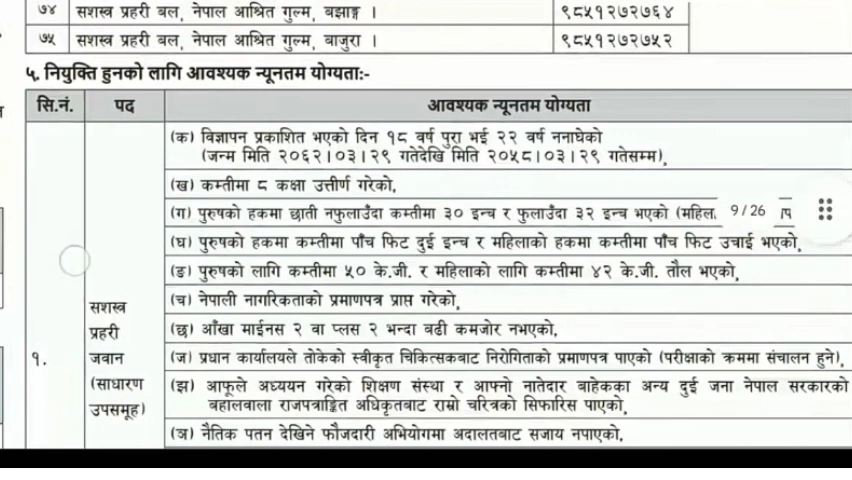 ७४ सशस्त्र प्रहरी बल, नेपाल आश्रित गुल्म, बझाङ्ग । ९८५१२७२७६४
७५ सशस्त्र प्रहरी बल, नेपाल आश्रित गुल्म, बाजुरा । ९८५१२७२७५२
५. नियुक्ति हुनको लागि आवश्यक न्यूनतम योग्यता:-
सि.नं. पद आवश्यक न्यूनतम योग्यता
(क) विज्ञापन प्रकाशित भएको दिन १८ वर्ष पुरा भई २२ वर्ष ननाघेको
(जन्म मिति २०६२।०३।२९ गतेदेखि मिति २०५८।०३।२९ गतेसम्म),
(ख) कम्तीमा ८ कक्षा उत्तीर्ण गरेको,
(ग) पुरुषको हकमा छाती नफुलाउँदा कम्तीमा ३० इन्च र फुलाउँदा ३२ इन्च भएको 9/26
(घ) पुरुषको हकमा कम्तीमा पाँच फिट दुई इन्च र महिलाको हकमा कम्तीमा पाँच फिट उचाई भएको,
(ङ) पुरुषको लागि कम्तीमा ५० के.जी. र महिलाको लागि कम्तीमा ४२ के.जी. तौल भएको,
(च) नेपाली नागरिकताको प्रमाणपत्र प्राप्त गरेको,
(छ) आँखा माईनस २ वा प्लस २ भन्दा बढी कमजोर नभएको,
१. सशस्त्र प्रहरी जवान (साधारण उपसमूह)
(ज) प्रधान कार्यालयले तोकेको स्वीकृत चिकित्सकबाट निरोगिताको प्रमाणपत्र पाएको (परीक्षाको क्रममा संचालन हुने),
(झ) आफूले अध्ययन गरेको शिक्षण संस्था र आफ्नो नातेदार बाहेकका अन्य दुई जना नेपाल सरकारको
बहालवाला राजपत्राङ्कित अधिकृतबाट राम्रो चरित्रको सिफारिस पाएको,
(ञ) नैतिक पतन देखिने फौजदारी अभियोगमा अदालतबाट सजाय नपाएको,